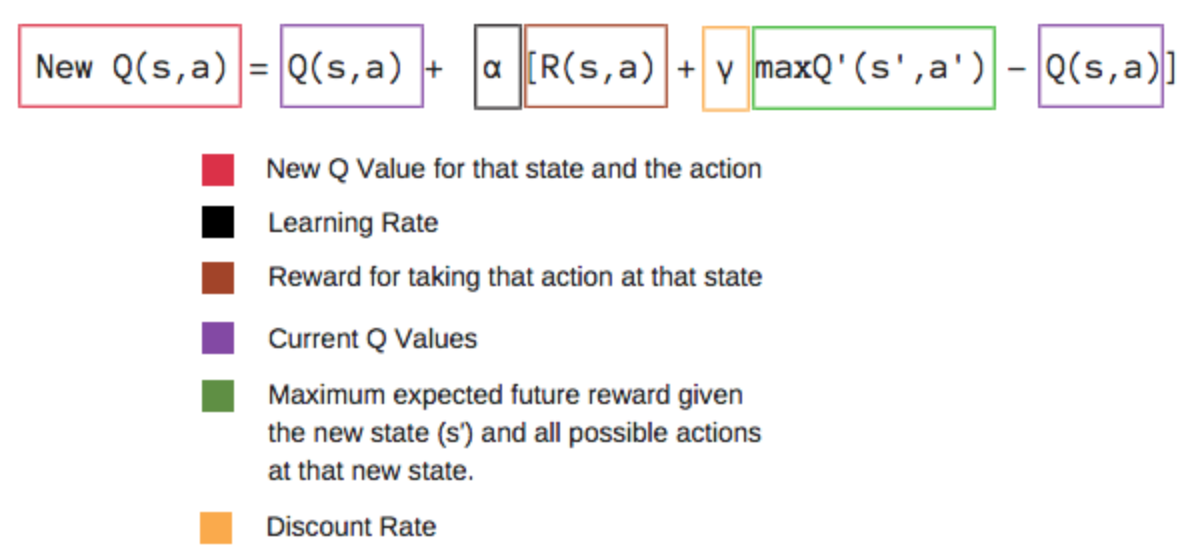 New Q(s,a) = Q(s,a) + α [R(s,a) + γ maxQ'(s',a') − Q(s,a)]
New Q Value for that state and the action
Learning Rate
Reward for taking that action at that state
Current Q Values
Maximum expected future reward given
the new state (s') and all possible actions
at that new state.
Discount Rate